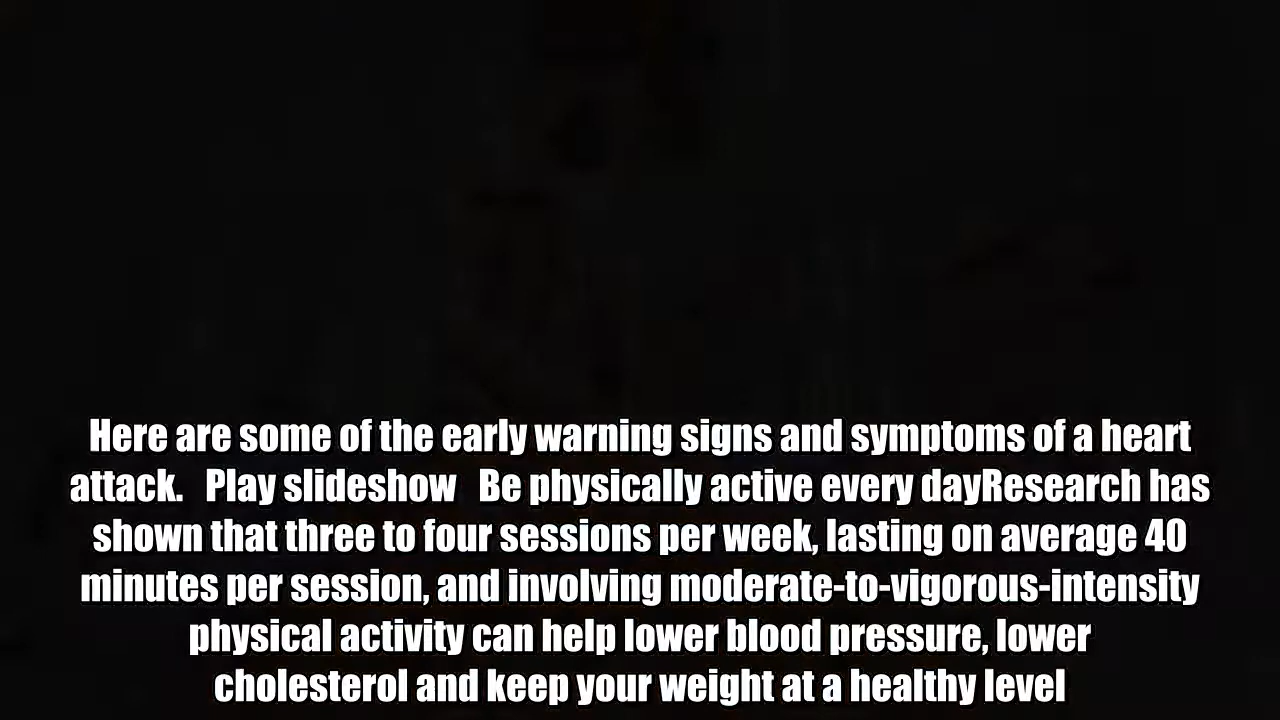 Here are some of the early warning signs and symptoms of a heart
attack.   Play slideshow   Be physically active every dayResearch has
shown that three to four sessions per week, lasting on average 40
minutes per session, and involving moderate-to-vigorous-intensity
physical activity can help lower blood pressure, lower
cholesterol and keep your weight at a healthy level